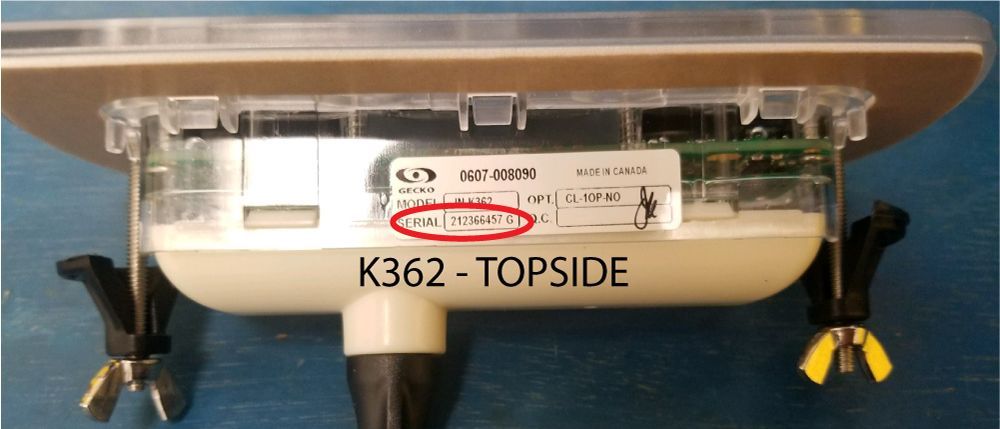 0607-008090
MADE IN CANADA
GECKO
MODEL IN-K362 OPT. CL-1OP-NO
SERIAL 212366457 G Q.C.
K362 - TOPSIDE